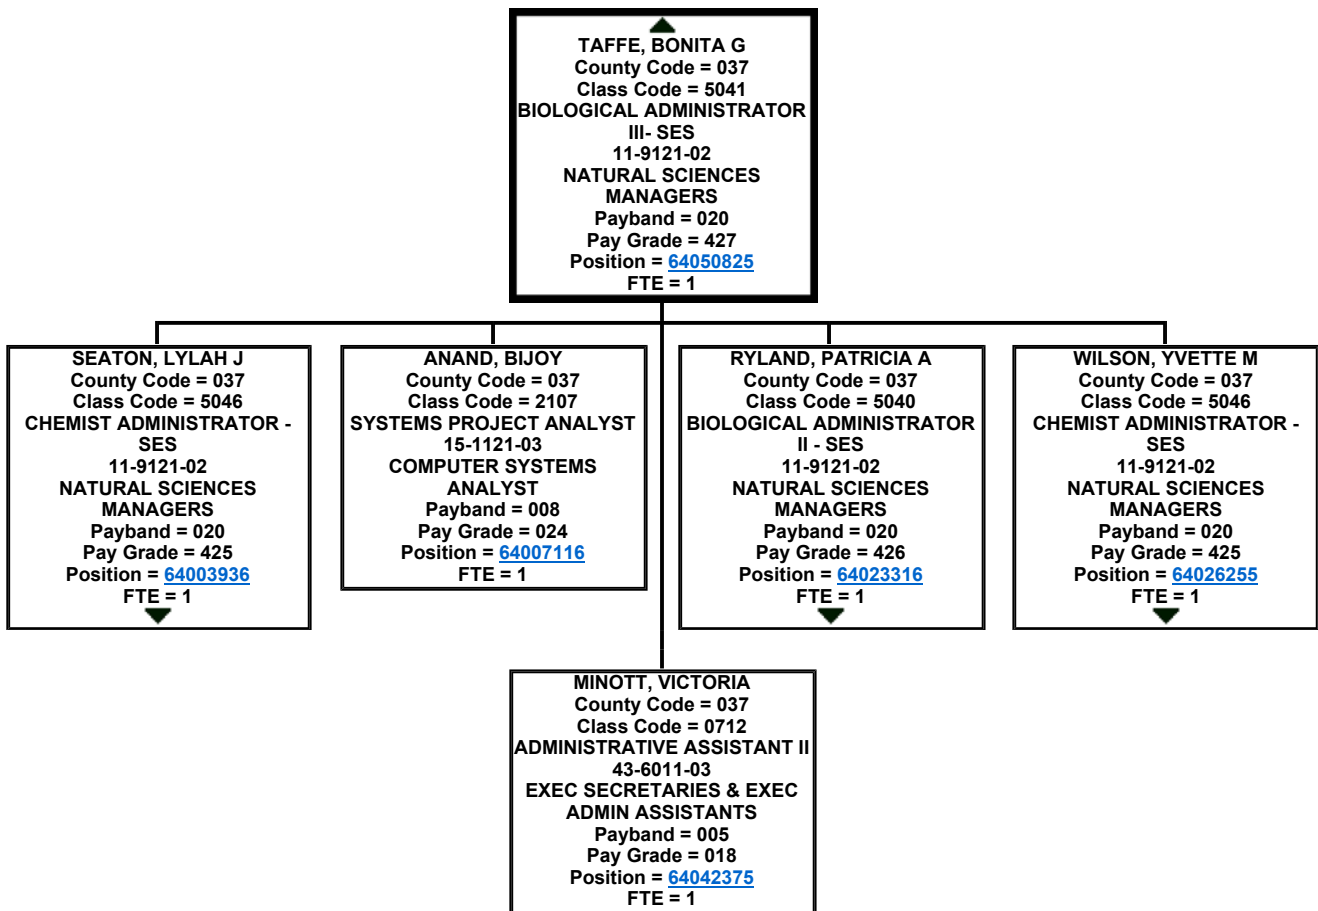 TAFFE, BONITA G
County Code = 037
Class Code = 5041
BIOLOGICAL ADMINISTRATOR
III- SES
11-9121-02
NATURAL SCIENCES
MANAGERS
Payband = 020
Pay Grade = 427
Position = 64050825
FTE = 1
SEATON, LYLAH J
County Code = 037
Class Code = 5046
CHEMIST ADMINISTRATOR -
SES
11-9121-02
NATURAL SCIENCES
MANAGERS
Payband = 020
Pay Grade = 425
Position = 64003936
FTE = 1
ANAND, BIJOY
County Code = 037
Class Code = 2107
SYSTEMS PROJECT ANALYST
15-1121-03
COMPUTER SYSTEMS
ANALYST
Payband = 008
Pay Grade = 024
Position = 64007116
FTE = 1
RYLAND, PATRICIA A
County Code = 037
Class Code = 5040
BIOLOGICAL ADMINISTRATOR
II - SES
11-9121-02
NATURAL SCIENCES
MANAGERS
Payband = 020
Pay Grade = 426
Position = 64023316
FTE = 1
WILSON, YVETTE M
County Code = 037
Class Code = 5046
CHEMIST ADMINISTRATOR -
SES
11-9121-02
NATURAL SCIENCES
MANAGERS
Payband = 020
Pay Grade = 425
Position = 64026255
FTE = 1
MINOTT, VICTORIA
County Code = 037
Class Code = 0712
ADMINISTRATIVE ASSISTANT II
43-6011-03
EXEC SECRETARIES & EXEC
ADMIN ASSISTANTS
Payband = 005
Pay Grade = 018
Position = 64042375
FTE = 1